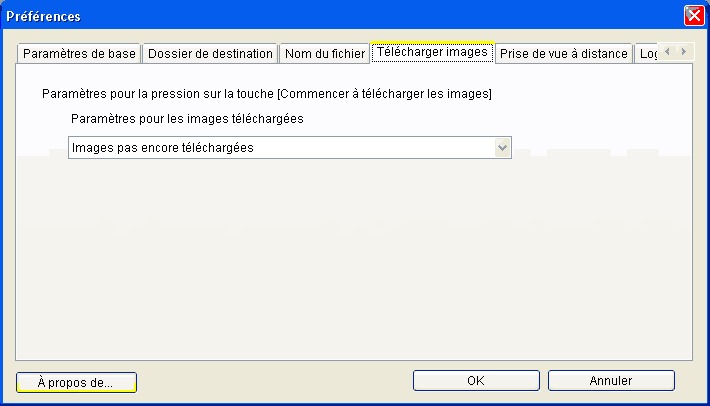 Préférences
Paramètres de base Dossier de destination Nom du fichier Télécharger images Prise de vue à distance
Paramètres pour la pression sur la touche [Commencer à télécharger les images]
Paramètres pour les images téléchargées
Images pas encore téléchargées
À propos de... OK Annuler